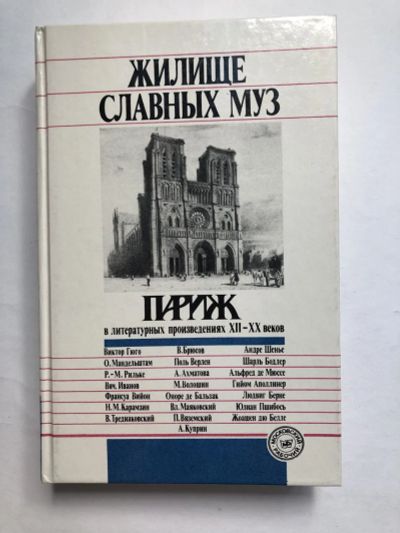 ЖИЛИЩЕ
СЛАВНЫХ МУЗ
ПАРИЖ
в литературных произведениях XII–XX веков
Виктор Гюго В.Брюсов Андре Шенье
О.Мандельштам Поль Верлен Шарль Бодлер
Р.-М. Рильке А.Ахматова Альфред де Мюссе
Вяч. Иванов М.Волошин Гийом Аполлинер
Франсуа Вийон Оноре де Бальзак Людвиг Берне
Н.М.Карамзин Вл.Маяковский Юлиан Пшибось
В.Тредиаковский П.Вяземский Жоашен дю Белле
А.Куприн
МОСКОВСКИЙ
РАБОЧИЙ